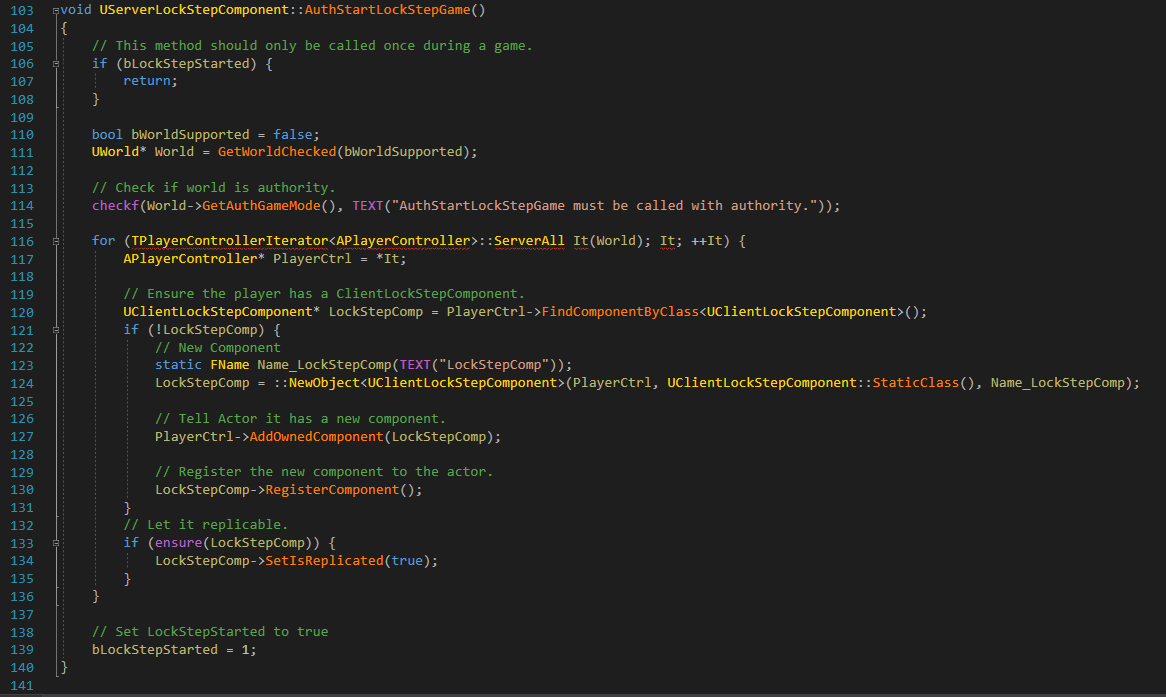 103 void UServerLockStepComponent::AuthStartLockStepGame()
104 {
105     // This method should only be called once during a game.
106     if (bLockStepStarted) {
107         return;
108     }
109
110     bool bWorldSupported = false;
111     UWorld* World = GetWorldChecked(bWorldSupported);
112
113     // Check if world is authority.
114     checkf(World->GetAuthGameMode(), TEXT("AuthStartLockStepGame must be called with authority."));
115
116     for (TPlayerControllerIterator<APlayerController>::ServerAll It(World); It; ++It) {
117         APlayerController* PlayerCtrl = *It;
118
119         // Ensure the player has a ClientLockStepComponent.
120         UClientLockStepComponent* LockStepComp = PlayerCtrl->FindComponentByClass<UClientLockStepComponent>();
121         if (!LockStepComp) {
122             // New Component
123             static FName Name_LockStepComp(TEXT("LockStepComp"));
124             LockStepComp = ::NewObject<UClientLockStepComponent>(PlayerCtrl, UClientLockStepComponent::StaticClass(), Name_LockStepComp);
125
126             // Tell Actor it has a new component.
127             PlayerCtrl->AddOwnedComponent(LockStepComp);
128
129             // Register the new component to the actor.
130             LockStepComp->RegisterComponent();
131         }
132         // Let it replicable.
133         if (ensure(LockStepComp)) {
134             LockStepComp->SetIsReplicated(true);
135         }
136     }
137
138     // Set LockStepStarted to true
139     bLockStepStarted = 1;
140 }
141